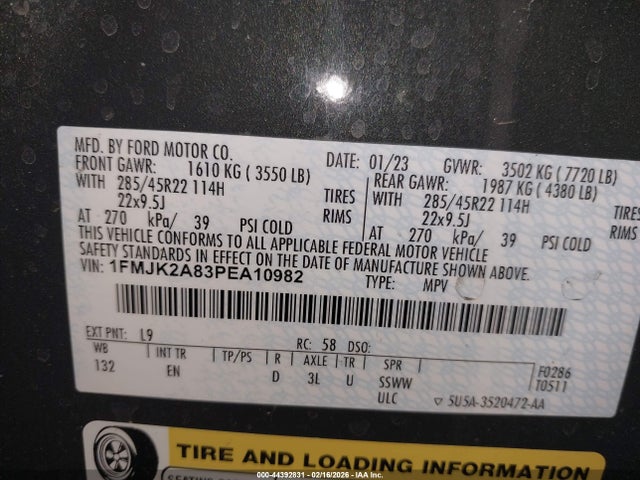 MFD. BY FORD MOTOR CO.
DATE: 01/23 GVWR: 3502 KG ( 7720 LB)
FRONT GAWR: 1610 KG ( 3550 LB) REAR GAWR: 1987 KG ( 4380 LB)
WITH 285/45R22 114H TIRES WITH 285/45R22 114H TIRES
22x9.5J RIMS 22x9.5J RIMS
AT 270 kPa/ 39 PSI COLD AT 270 kPa/ 39 PSI COLD
THIS VEHICLE CONFORMS TO ALL APPLICABLE FEDERAL MOTOR VEHICLE
SAFETY STANDARDS IN EFFECT ON THE DATE OF MANUFACTURE SHOWN ABOVE.
VIN: 1FMJK2A83PEA10982 TYPE: MPV
EXT PNT: L9 RC: 58 DSO:
WB INT TR TP/PS R AXLE TR SPR F0286
132 EN D 3L U SSWW T0511
ULC ▽ 5U5A-3520472-AA
TIRE AND LOADING INFORMATION
000-44392831 - 02/16/2026 - IAA Inc.